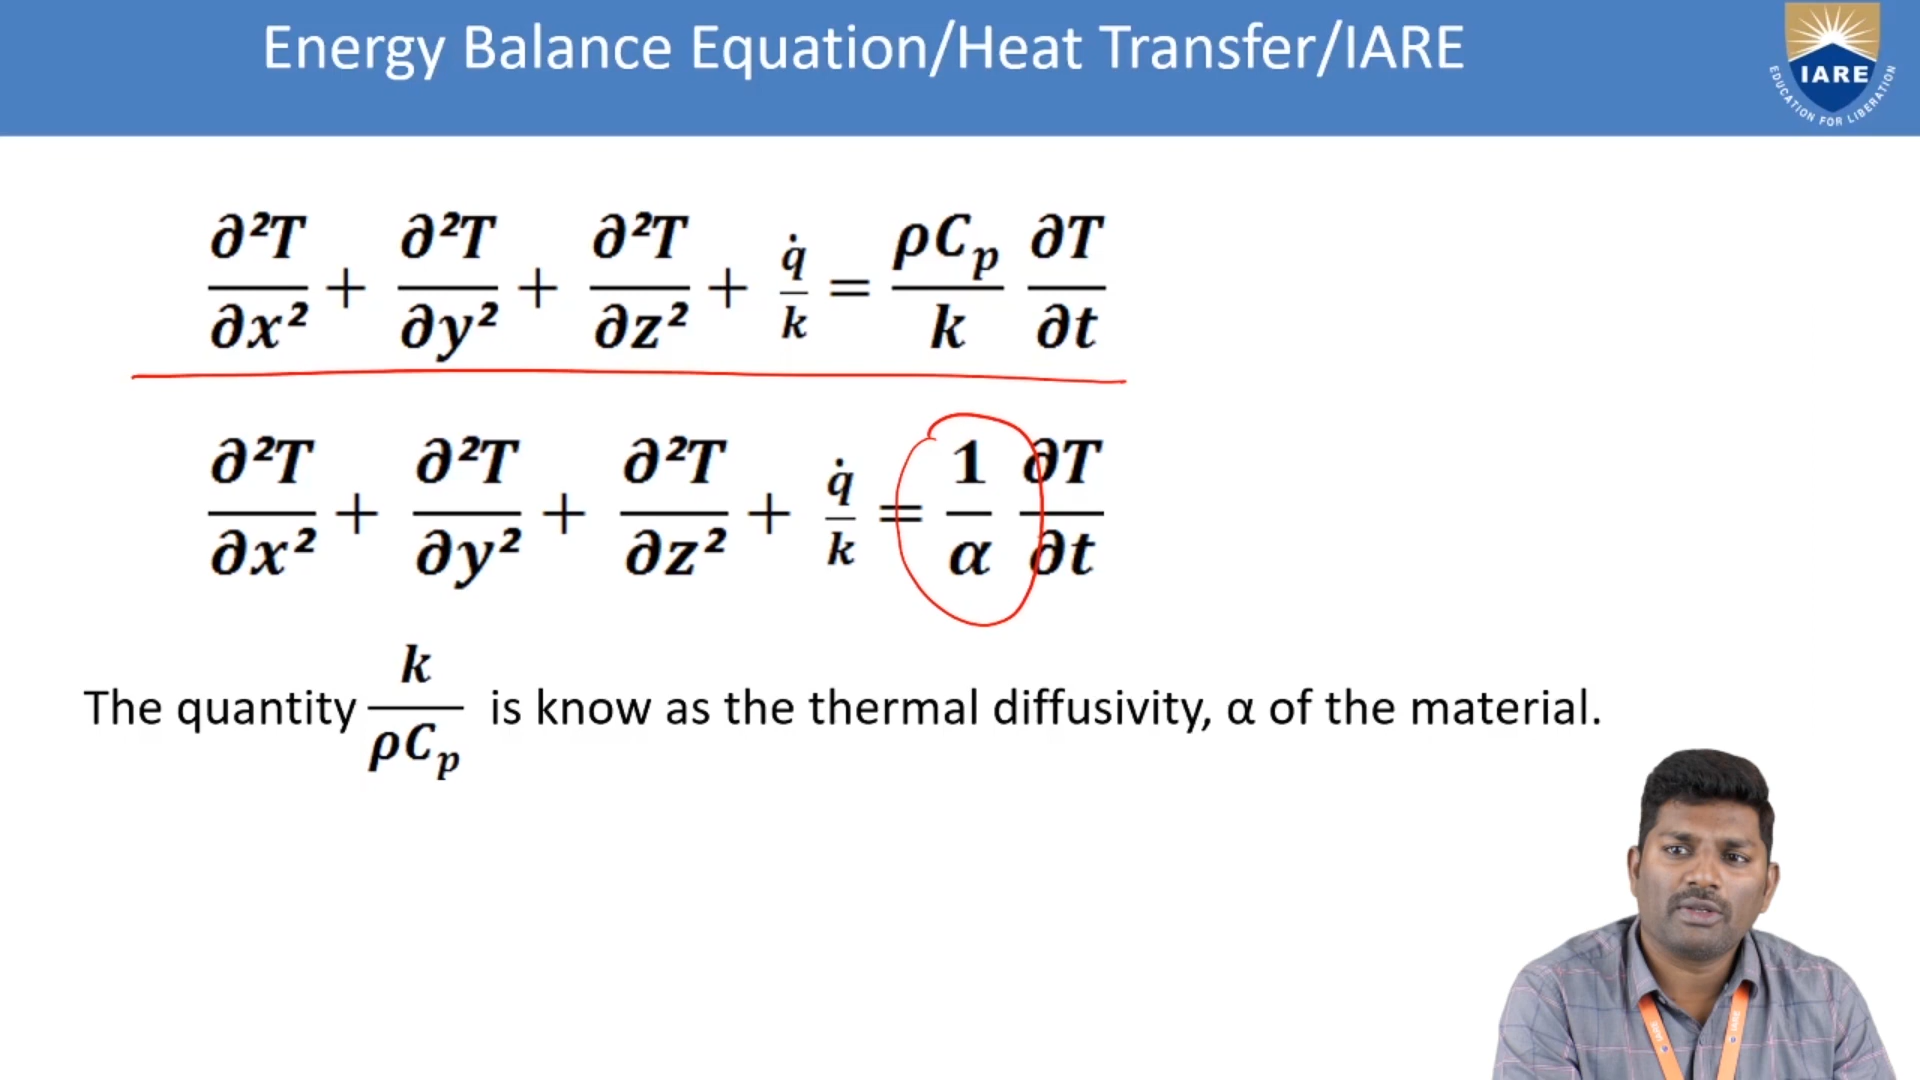 Energy Balance Equation/Heat Transfer/IARE
IARE
EDUCATION FOR LIBERATION
∂²T/∂x² + ∂²T/∂y² + ∂²T/∂z² + q̇/k = ρCₚ/k ∂T/∂t
∂²T/∂x² + ∂²T/∂y² + ∂²T/∂z² + q̇/k = 1/α ∂T/∂t
The quantity k/ρCₚ is know as the thermal diffusivity, α of the material.